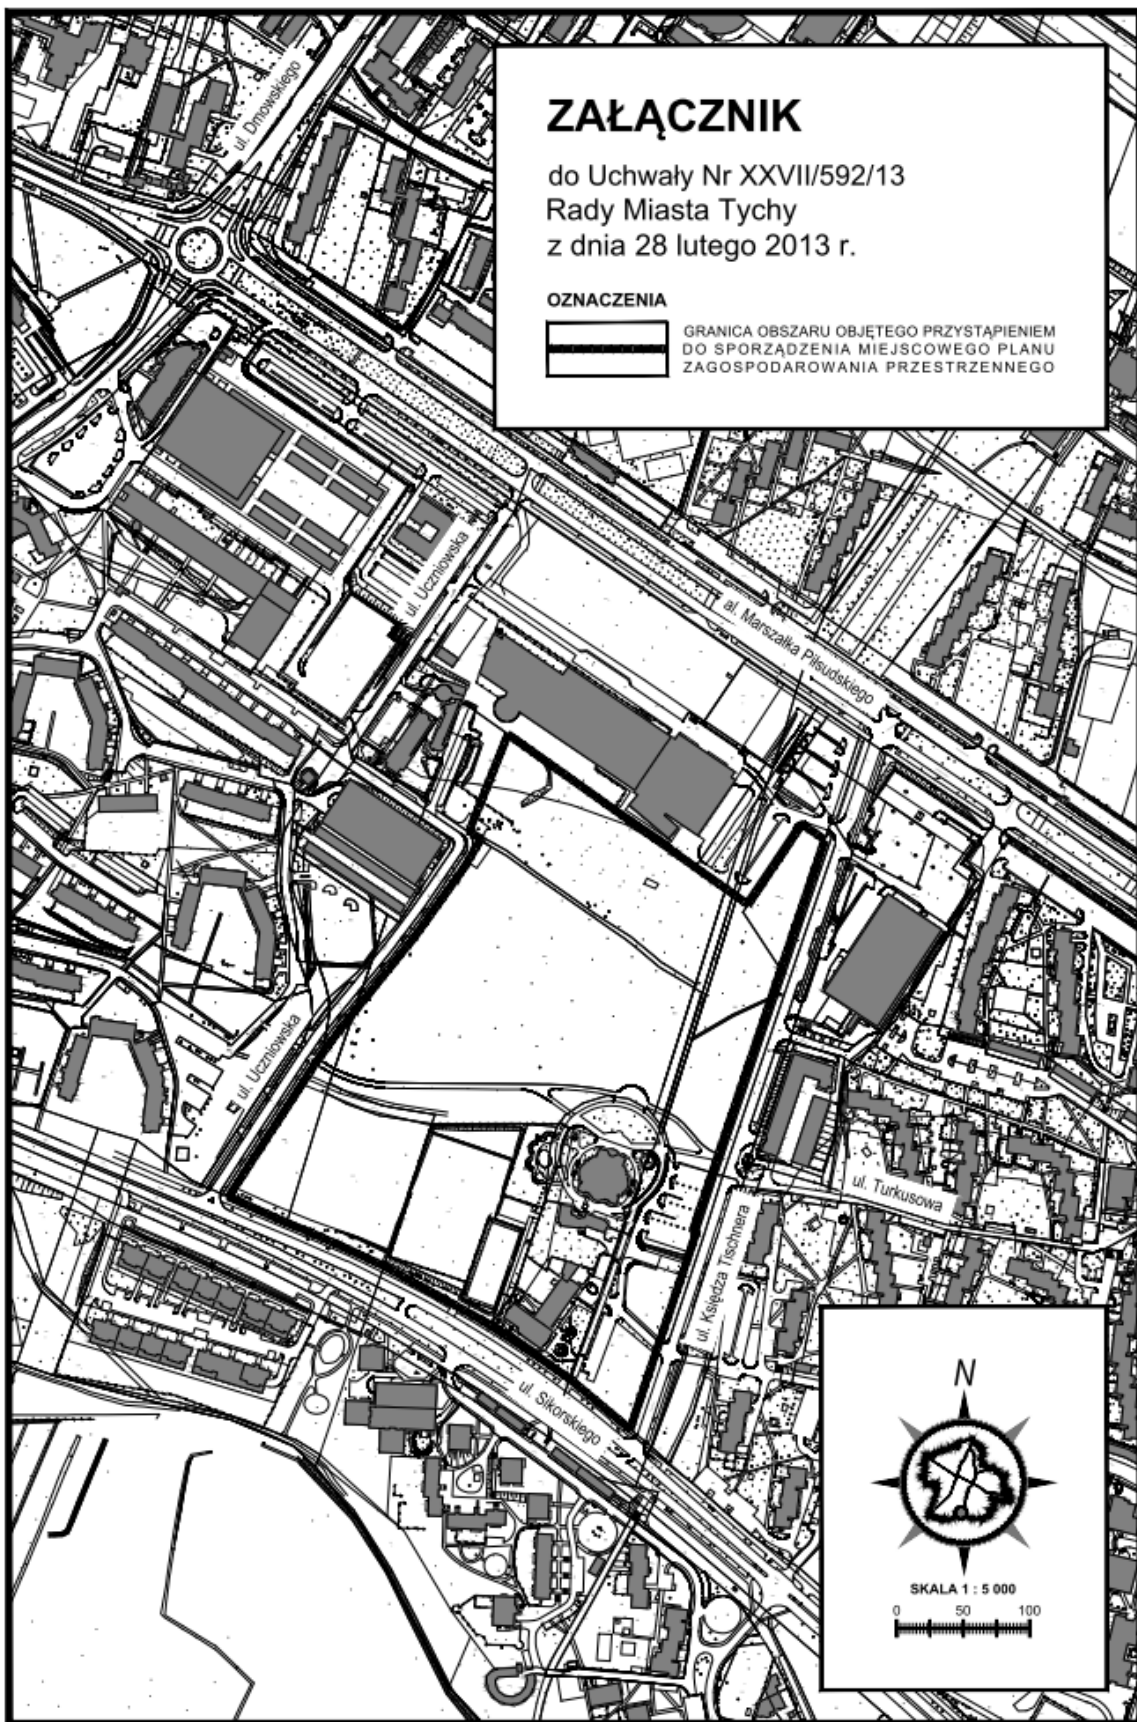 ZAŁĄCZNIK
do Uchwały Nr XXVII/592/13
Rady Miasta Tychy
z dnia 28 lutego 2013 r.
OZNACZENIA
GRANICA OBSZARU OBJĘTEGO PRZYSTĄPIENIEM
DO SPORZĄDZENIA MIEJSCOWEGO PLANU
ZAGOSPODAROWANIA PRZESTRZENNEGO
ul. Dmowskiego
ul. Uczniowska
al. Marszałka Piłsudskiego
ul. Uczniowska
ul. Turkusowa
ul. Księdza Tischnera
ul. Sikorskiego
N
SKALA 1 : 5 000
0 50 100